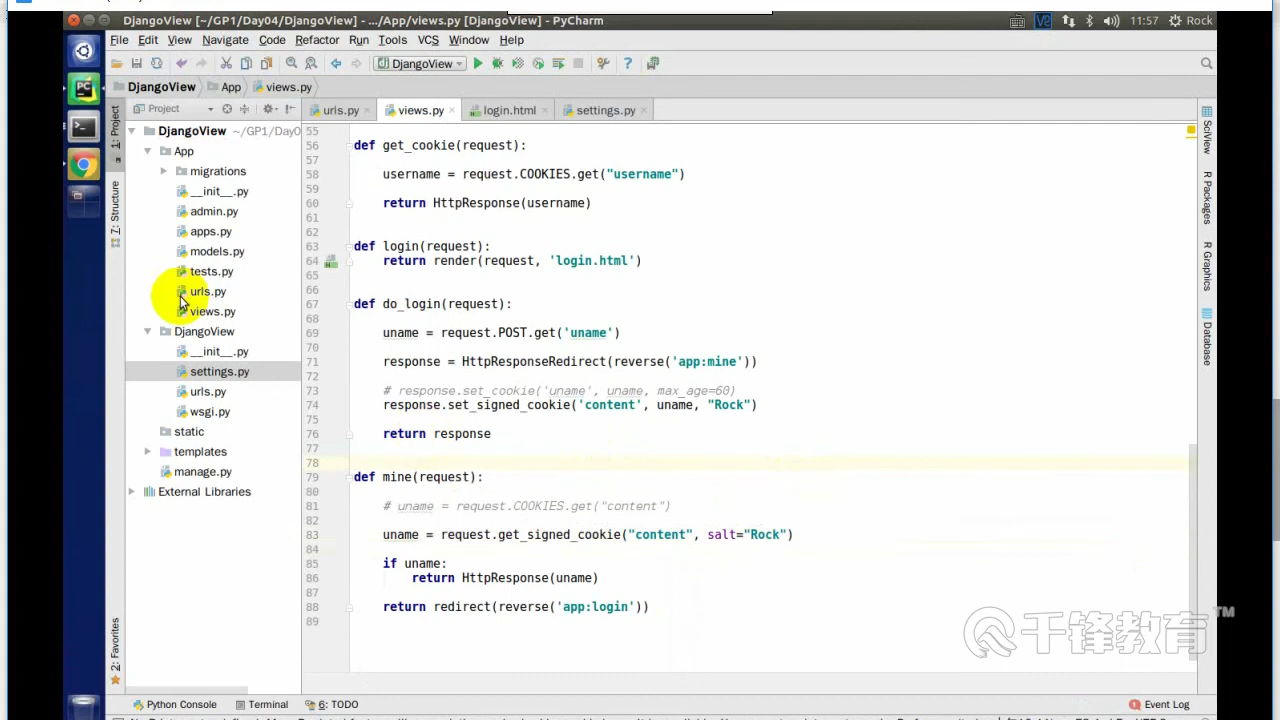 DjangoView [~/GP1/Day04/DjangoView] - .../App/views.py [DjangoView] - PyCharm
11:57
Rock
File Edit View Navigate Code Refactor Run Tools VCS Window Help
DjangoView
DjangoView App views.py
Project
urls.py views.py login.html settings.py
1: Project
7: Structure
2: Favorites
DjangoView ~/GP1/Day0
App
migrations
__init__.py
admin.py
apps.py
models.py
tests.py
urls.py
views.py
DjangoView
__init__.py
settings.py
urls.py
wsgi.py
static
templates
manage.py
External Libraries
55
56 def get_cookie(request):
57
58 username = request.COOKIES.get("username")
59
60 return HttpResponse(username)
61
62
63 def login(request):
64 return render(request, 'login.html')
65
66
67 def do_login(request):
68
69 uname = request.POST.get('uname')
70
71 response = HttpResponseRedirect(reverse('app:mine'))
72
73 # response.set_cookie('uname', uname, max_age=60)
74 response.set_signed_cookie('content', uname, "Rock")
75
76 return response
77
78
79 def mine(request):
80
81 # uname = request.COOKIES.get("content")
82
83 uname = request.get_signed_cookie("content", salt="Rock")
84
85 if uname:
86 return HttpResponse(uname)
87
88 return redirect(reverse('app:login'))
89
SciView
R Packages
R Graphics
Database
千锋教育™
Python Console Terminal 6: TODO Event Log